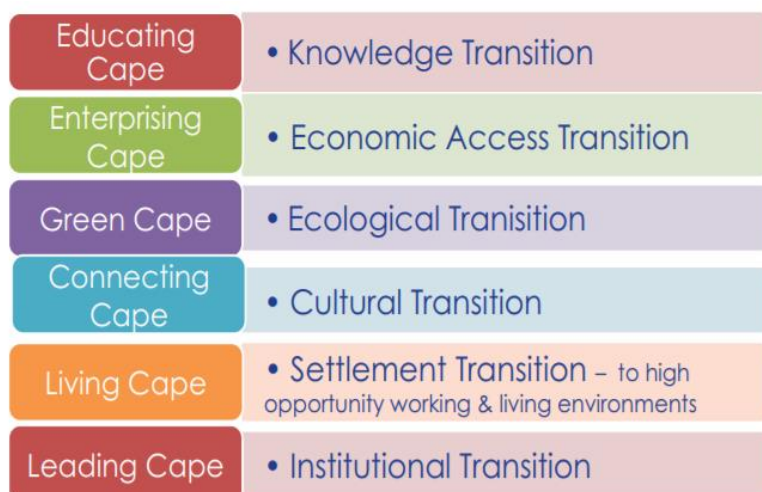 Educating
Cape
• Knowledge Transition
Enterprising
Cape
• Economic Access Transition
Green Cape
• Ecological Tranisition
Connecting
Cape
• Cultural Transition
Living Cape
• Settlement Transition – to high
opportunity working & living environments
Leading Cape
• Institutional Transition